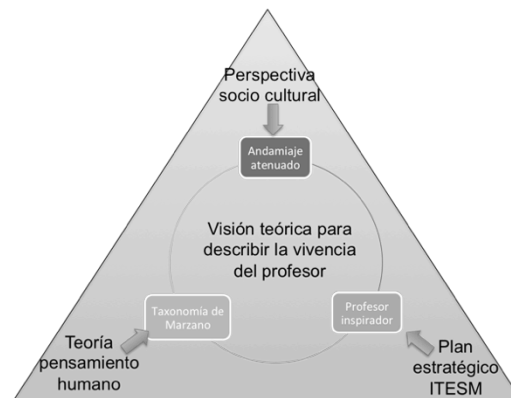 Perspectiva
socio cultural
Andamiaje
atenuado
Visión teórica para
describir la vivencia
del profesor
Taxonomía de
Marzano
Profesor
inspirador
Teoría
pensamiento
humano
Plan
estratégico
ITESM